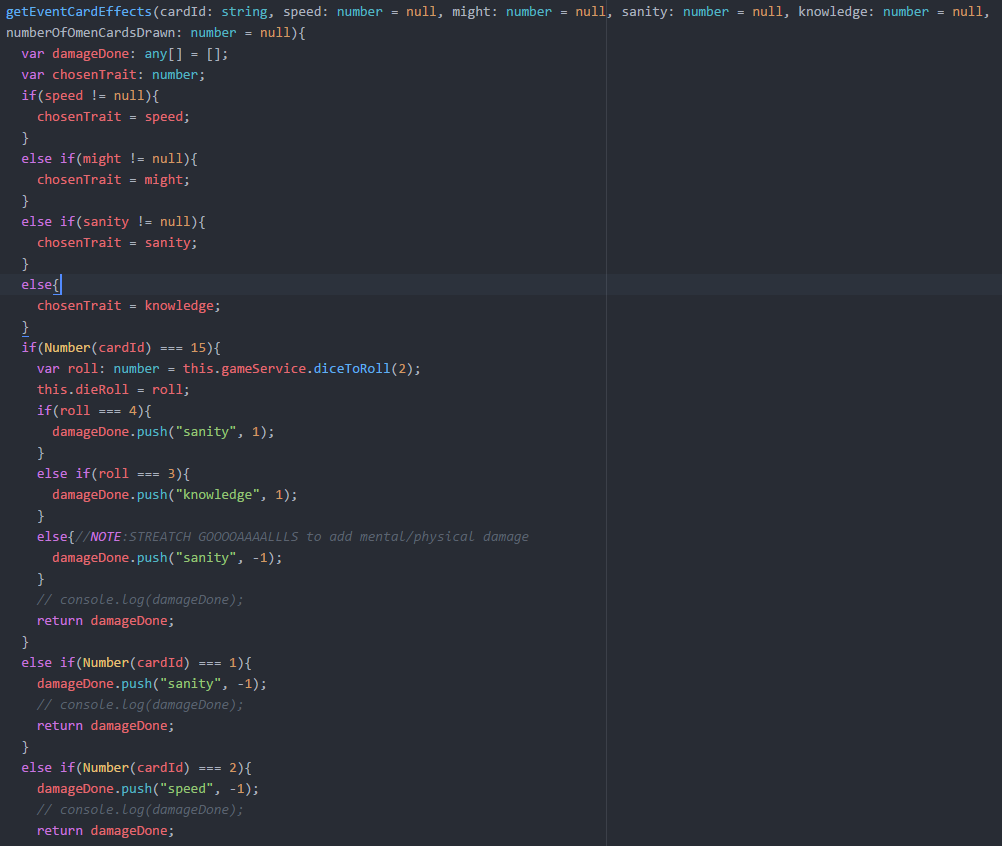 getEventCardEffects(cardId: string, speed: number = null, might: number = null, sanity: number = null, knowledge: number = null,
numberOfOmenCardsDrawn: number = null){
  var damageDone: any[] = [];
  var chosenTrait: number;
  if(speed != null){
    chosenTrait = speed;
  }
  else if(might != null){
    chosenTrait = might;
  }
  else if(sanity != null){
    chosenTrait = sanity;
  }
  else{
    chosenTrait = knowledge;
  }
  if(Number(cardId) === 15){
    var roll: number = this.gameService.diceToRoll(2);
    this.dieRoll = roll;
    if(roll === 4){
      damageDone.push("sanity", 1);
    }
    else if(roll === 3){
      damageDone.push("knowledge", 1);
    }
    else{//NOTE:STREATCH GOOOOAAAALLLS to add mental/physical damage
      damageDone.push("sanity", -1);
    }
    // console.log(damageDone);
    return damageDone;
  }
  else if(Number(cardId) === 1){
    damageDone.push("sanity", -1);
    // console.log(damageDone);
    return damageDone;
  }
  else if(Number(cardId) === 2){
    damageDone.push("speed", -1);
    // console.log(damageDone);
    return damageDone;